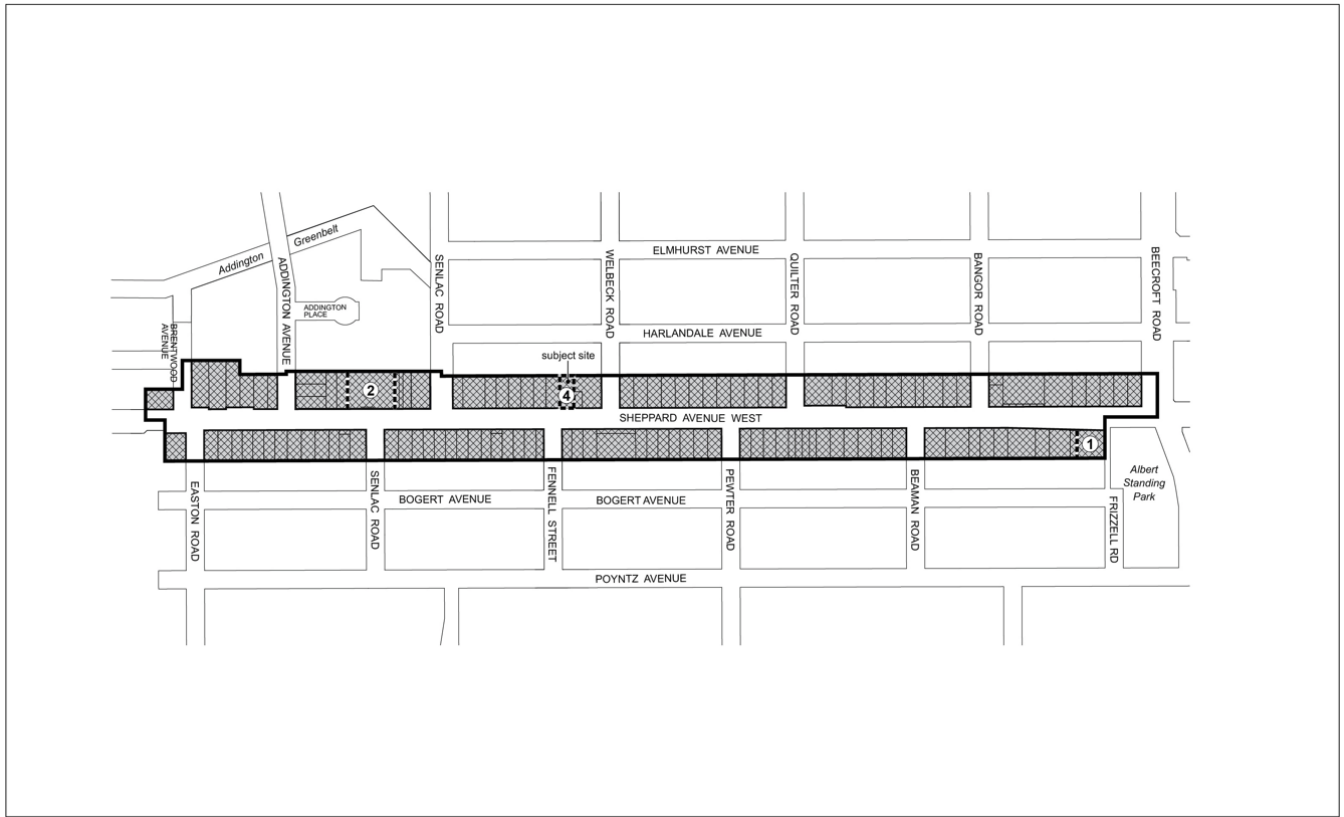 Addington Greenbelt
ADDINGTON AVENUE
ADDINGTON
PLACE
BRENTWOOD
AVENUE
SENLAC ROAD
WELBECK ROAD
ELMHURST AVENUE
QUILTER ROAD
BANGOR ROAD
BEECROFT ROAD
HARLANDALE AVENUE
subject site
2
4
SHEPPARD AVENUE WEST
1
Albert
Standing
Park
EASTON ROAD
SENLAC ROAD
BOGERT AVENUE
FENNELL STREET
BOGERT AVENUE
PEWTER ROAD
BEAMAN ROAD
FRIZZELL RD
POYNTZ AVENUE